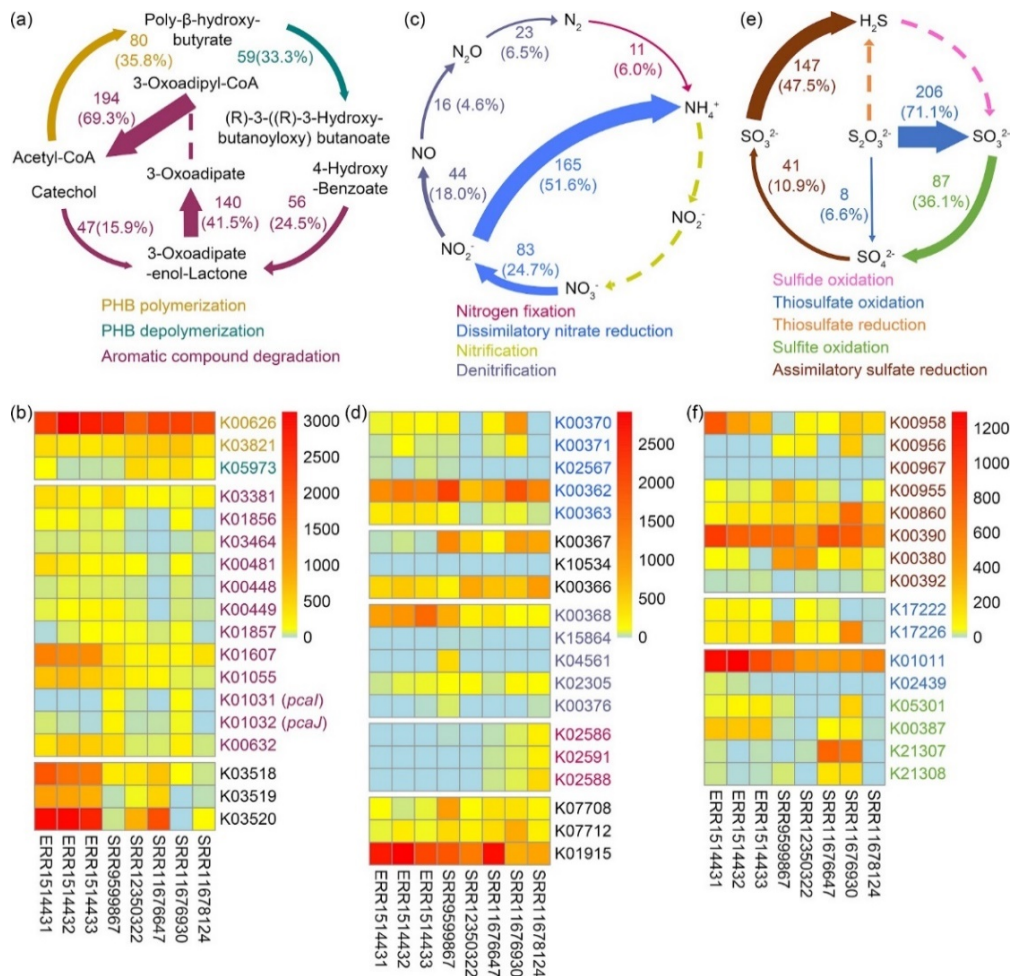 (a)
Poly-β-hydroxy-
butyrate
80
(35.8%)
59(33.3%)
3-Oxoadipyl-CoA
194
(69.3%)
(R)-3-((R)-3-Hydroxy-
butanoyloxy) butanoate
Acetyl-CoA
3-Oxoadipate
4-Hydroxy
-Benzoate
Catechol
140
(41.5%)
56
(24.5%)
47(15.9%)
3-Oxoadipate
-enol-Lactone
PHB polymerization
PHB depolymerization
Aromatic compound degradation
(c)
23
(6.5%)
N2
N2O
11
(6.0%)
16 (4.6%)
NH4+
NO
165
(51.6%)
44
(18.0%)
NO2-
NO2-
83
(24.7%)
NO3-
Nitrogen fixation
Dissimilatory nitrate reduction
Nitrification
Denitrification
(e)
H2S
147
(47.5%)
206
(71.1%)
SO3 2-
S2O3 2-
SO3 2-
41
(10.9%)
8
(6.6%)
87
(36.1%)
SO4 2-
Sulfide oxidation
Thiosulfate oxidation
Thiosulfate reduction
Sulfite oxidation
Assimilatory sulfate reduction
(b)
K00626
K03821
K05973
K03381
K01856
K03464
K00481
K00448
K00449
K01857
K01607
K01055
K01031 (pcaI)
K01032 (pcaJ)
K00632
K03518
K03519
K03520
3000
2500
2000
1500
1000
500
0
ERR1514431
ERR1514432
ERR1514433
SRR9599867
SRR12350322
SRR11676647
SRR11676930
SRR11678124
(d)
K00370
K00371
K02567
K00362
K00363
K00367
K10534
K00366
K00368
K15864
K04561
K02305
K00376
K02586
K02591
K02588
K07708
K07712
K01915
2500
2000
1500
1000
500
0
ERR1514431
ERR1514432
ERR1514433
SRR9599867
SRR12350322
SRR11676647
SRR11676930
SRR11678124
(f)
K00958
K00956
K00967
K00955
K00860
K00390
K00380
K00392
K17222
K17226
K01011
K02439
K05301
K00387
K21307
K21308
1200
1000
800
600
400
200
0
ERR1514431
ERR1514432
ERR1514433
SRR9599867
SRR12350322
SRR11676647
SRR11676930
SRR11678124